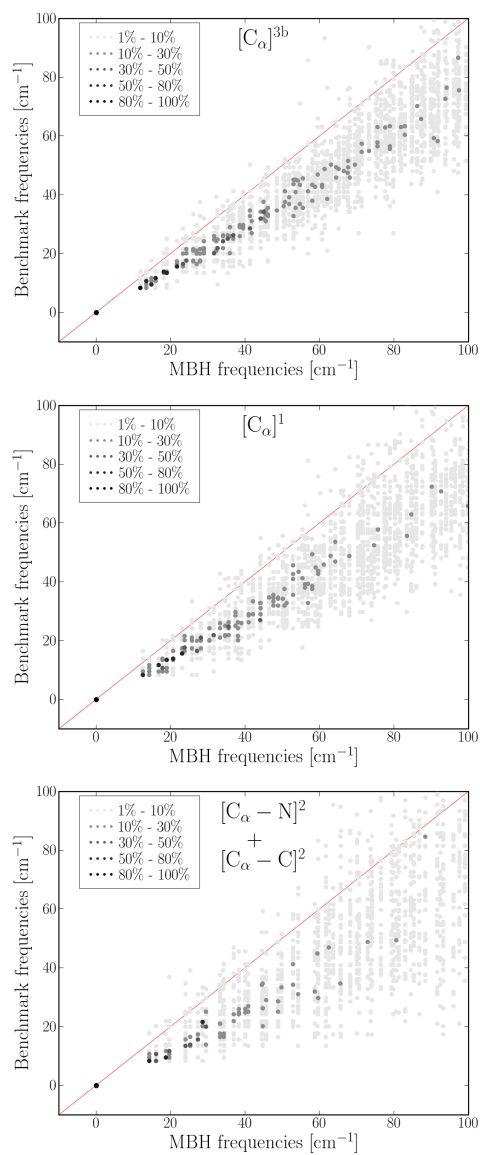 [Cα]³ᵇ
1% - 10%
10% - 30%
30% - 50%
50% - 80%
80% - 100%
100
80
60
40
20
0
Benchmark frequencies [cm⁻¹]
0 20 40 60 80 100
MBH frequencies [cm⁻¹]
[Cα]¹
1% - 10%
10% - 30%
30% - 50%
50% - 80%
80% - 100%
100
80
60
40
20
0
Benchmark frequencies [cm⁻¹]
0 20 40 60 80 100
MBH frequencies [cm⁻¹]
[Cα − N]²
+
[Cα − C]²
1% - 10%
10% - 30%
30% - 50%
50% - 80%
80% - 100%
100
80
60
40
20
0
Benchmark frequencies [cm⁻¹]
0 20 40 60 80 100
MBH frequencies [cm⁻¹]